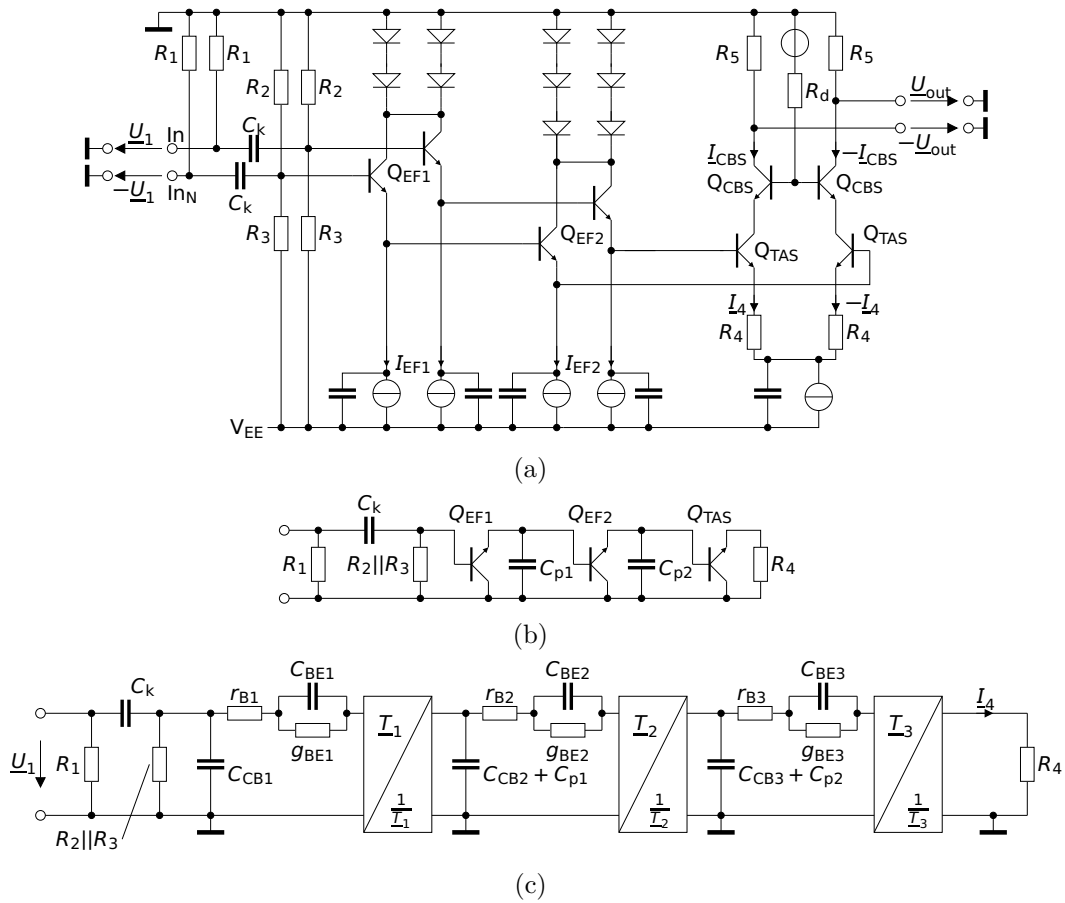 R1 R1
R2 R2
R5 Rd R5
U1 In Ck
−U1 InN Ck
QEF1
R3 R3
QEF2
Uout
−Uout
ICBS −ICBS
QCBS QCBS
QTAS QTAS
I4 −I4
R4 R4
IEF1 IEF2
VEE
(a)
Ck QEF1 QEF2 QTAS
R1 R2||R3 Cp1 Cp2 R4
(b)
Ck rB1 CBE1 gBE1 rB2 CBE2 gBE2 rB3 CBE3 gBE3
U1 R1 R2||R3 CCB1 T1 1/T1 CCB2 + Cp1 T2 1/T2 CCB3 + Cp2 T3 1/T3 I4 R4
(c)